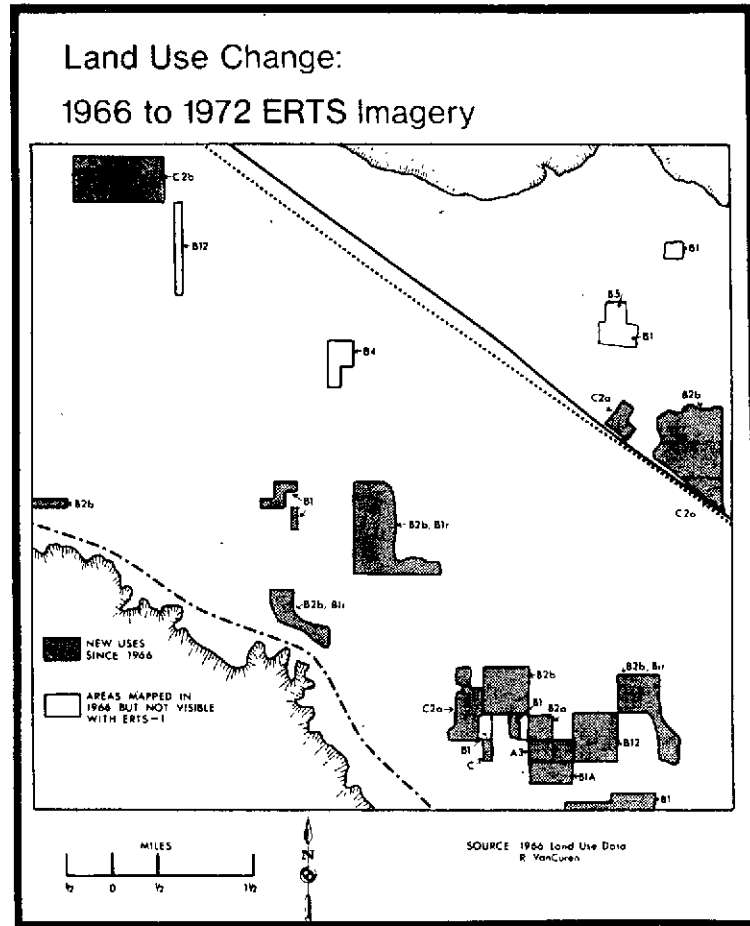 Land Use Change:
1966 to 1972 ERTS Imagery
C2b
B12
B1
B5
B1
B4
C2a
B2b
B2b
B1
B2b, B1r
C2a
B2b, B1r
NEW USES
SINCE 1966
AREAS MAPPED IN
1966 BUT NOT VISIBLE
WITH ERTS-1
B2b
B2b, B1r
B1
C2a
B2a
B1
A3
B12
C
B1A
B1
MILES
½ 0 ½ 1½
N
SOURCE 1966 Land Use Data
R VanCuren